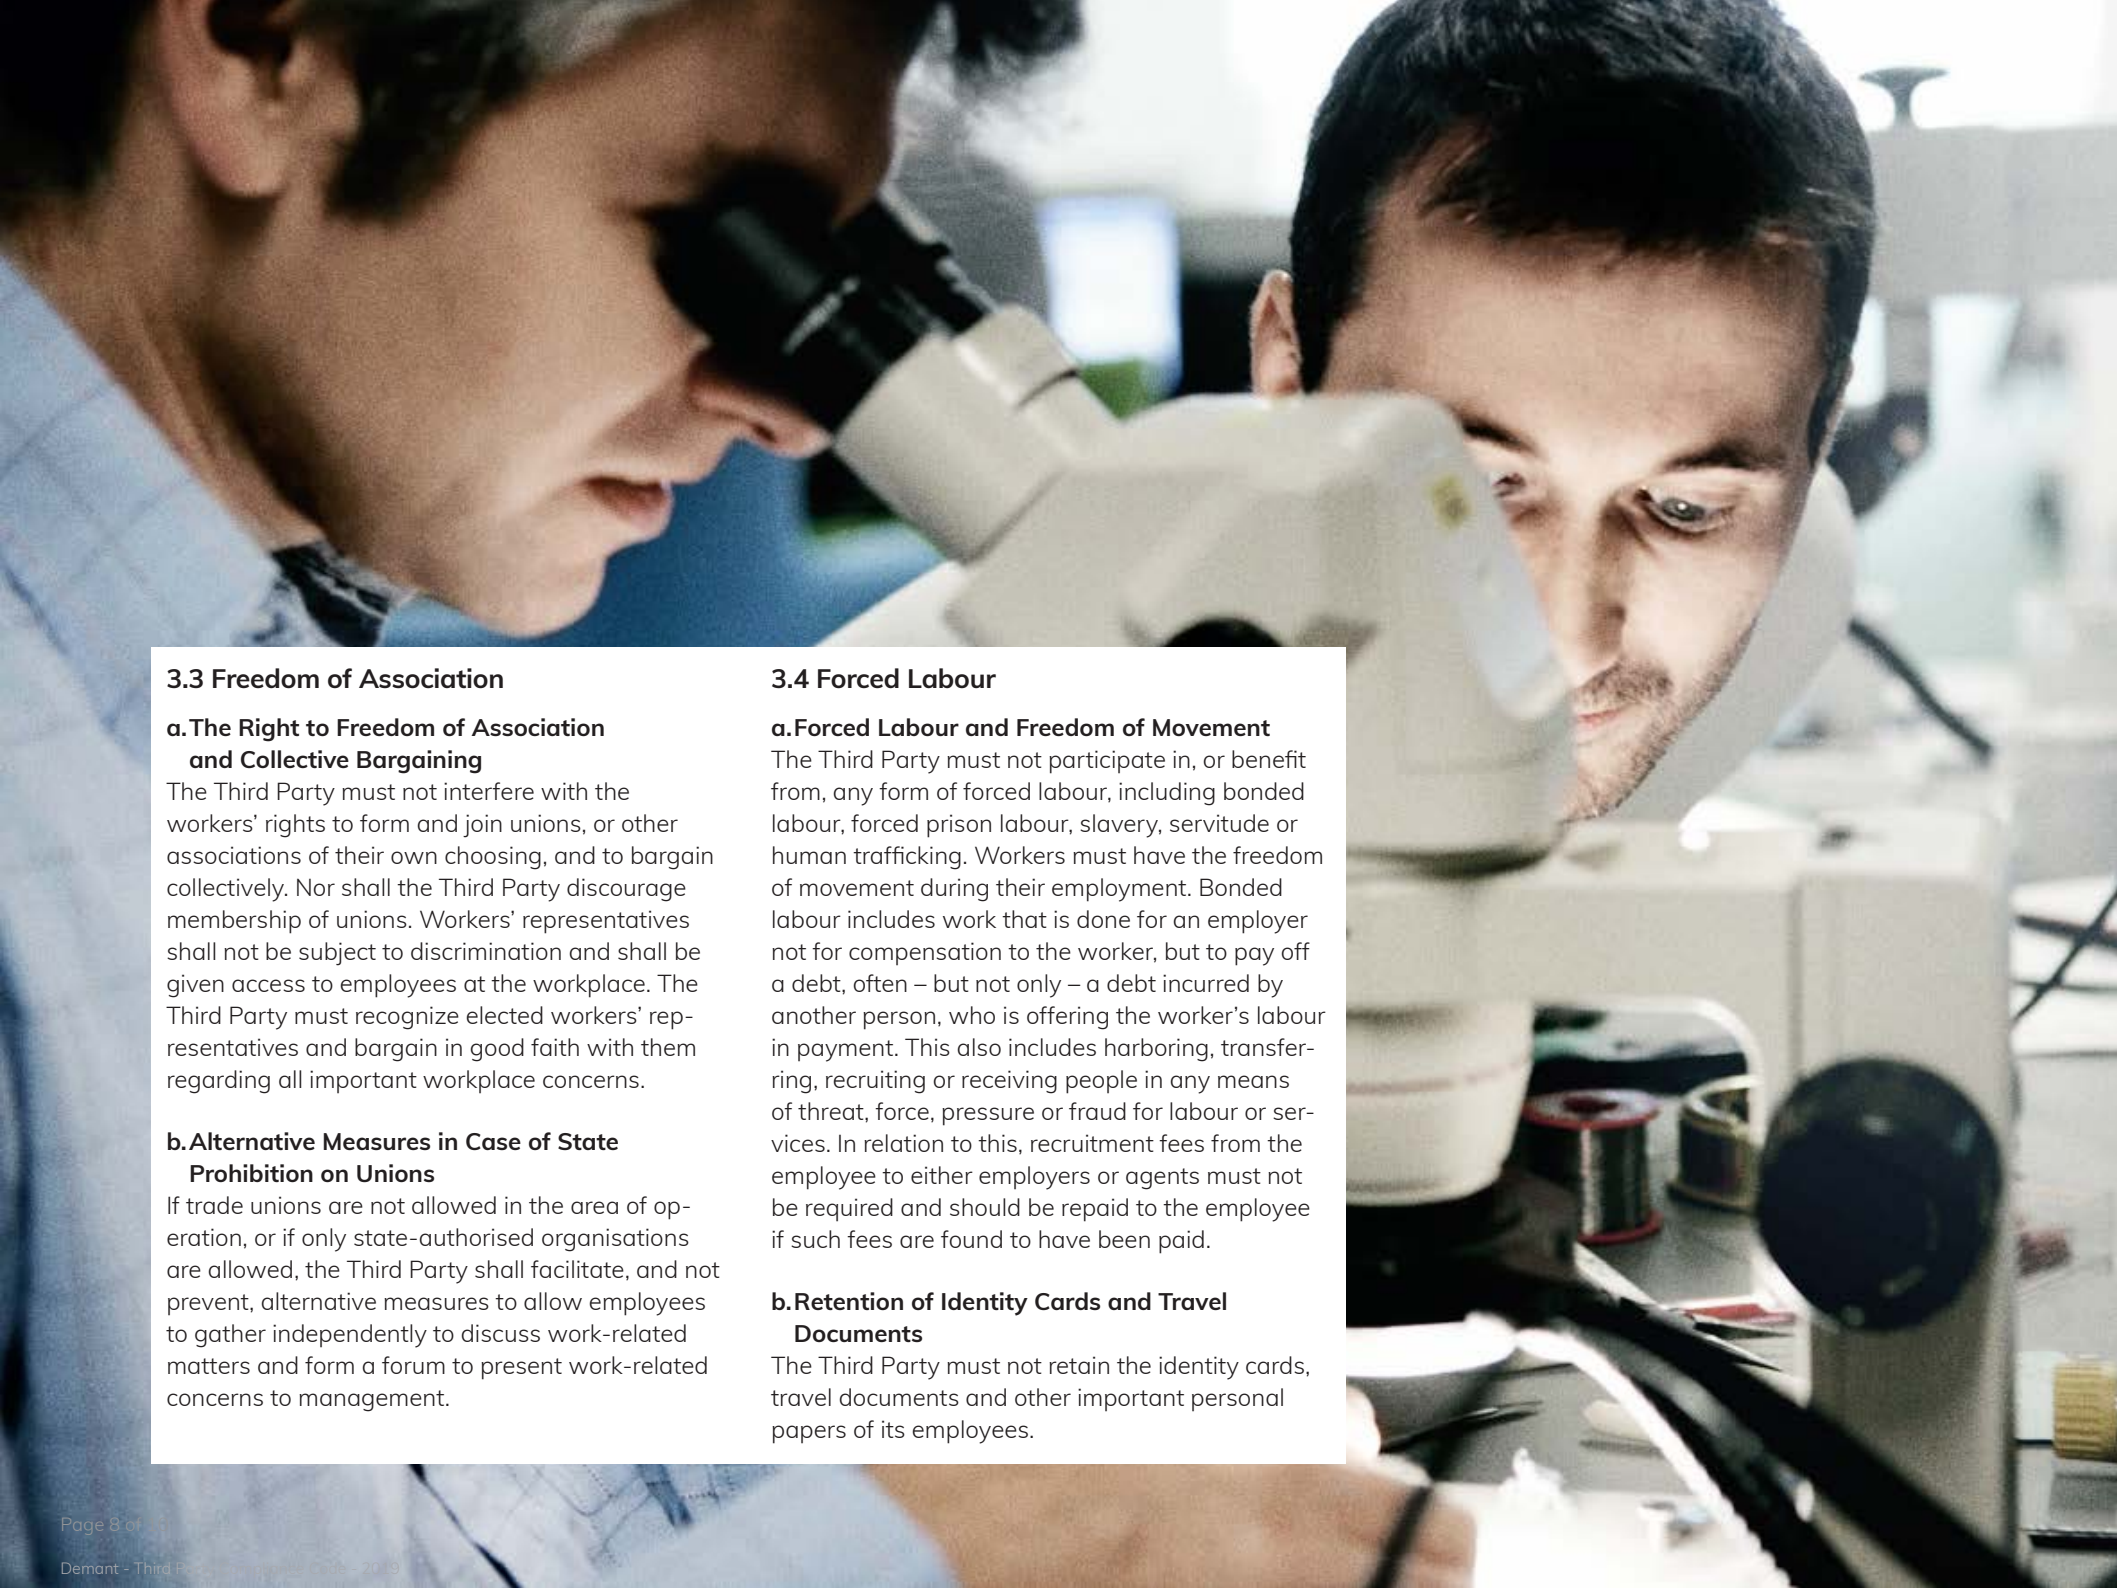 3.3 Freedom of Association
a. The Right to Freedom of Association
and Collective Bargaining
The Third Party must not interfere with the
workers’ rights to form and join unions, or other
associations of their own choosing, and to bargain
collectively. Nor shall the Third Party discourage
membership of unions. Workers’ representatives
shall not be subject to discrimination and shall be
given access to employees at the workplace. The
Third Party must recognize elected workers’ rep-
resentatives and bargain in good faith with them
regarding all important workplace concerns.
b. Alternative Measures in Case of State
Prohibition on Unions
If trade unions are not allowed in the area of op-
eration, or if only state-authorised organisations
are allowed, the Third Party shall facilitate, and not
prevent, alternative measures to allow employees
to gather independently to discuss work-related
matters and form a forum to present work-related
concerns to management.
3.4 Forced Labour
a. Forced Labour and Freedom of Movement
The Third Party must not participate in, or benefit
from, any form of forced labour, including bonded
labour, forced prison labour, slavery, servitude or
human trafficking. Workers must have the freedom
of movement during their employment. Bonded
labour includes work that is done for an employer
not for compensation to the worker, but to pay off
a debt, often – but not only – a debt incurred by
another person, who is offering the worker’s labour
in payment. This also includes harboring, transfer-
ring, recruiting or receiving people in any means
of threat, force, pressure or fraud for labour or ser-
vices. In relation to this, recruitment fees from the
employee to either employers or agents must not
be required and should be repaid to the employee
if such fees are found to have been paid.
b. Retention of Identity Cards and Travel
Documents
The Third Party must not retain the identity cards,
travel documents and other important personal
papers of its employees.
Page 8 of
Demant - Third